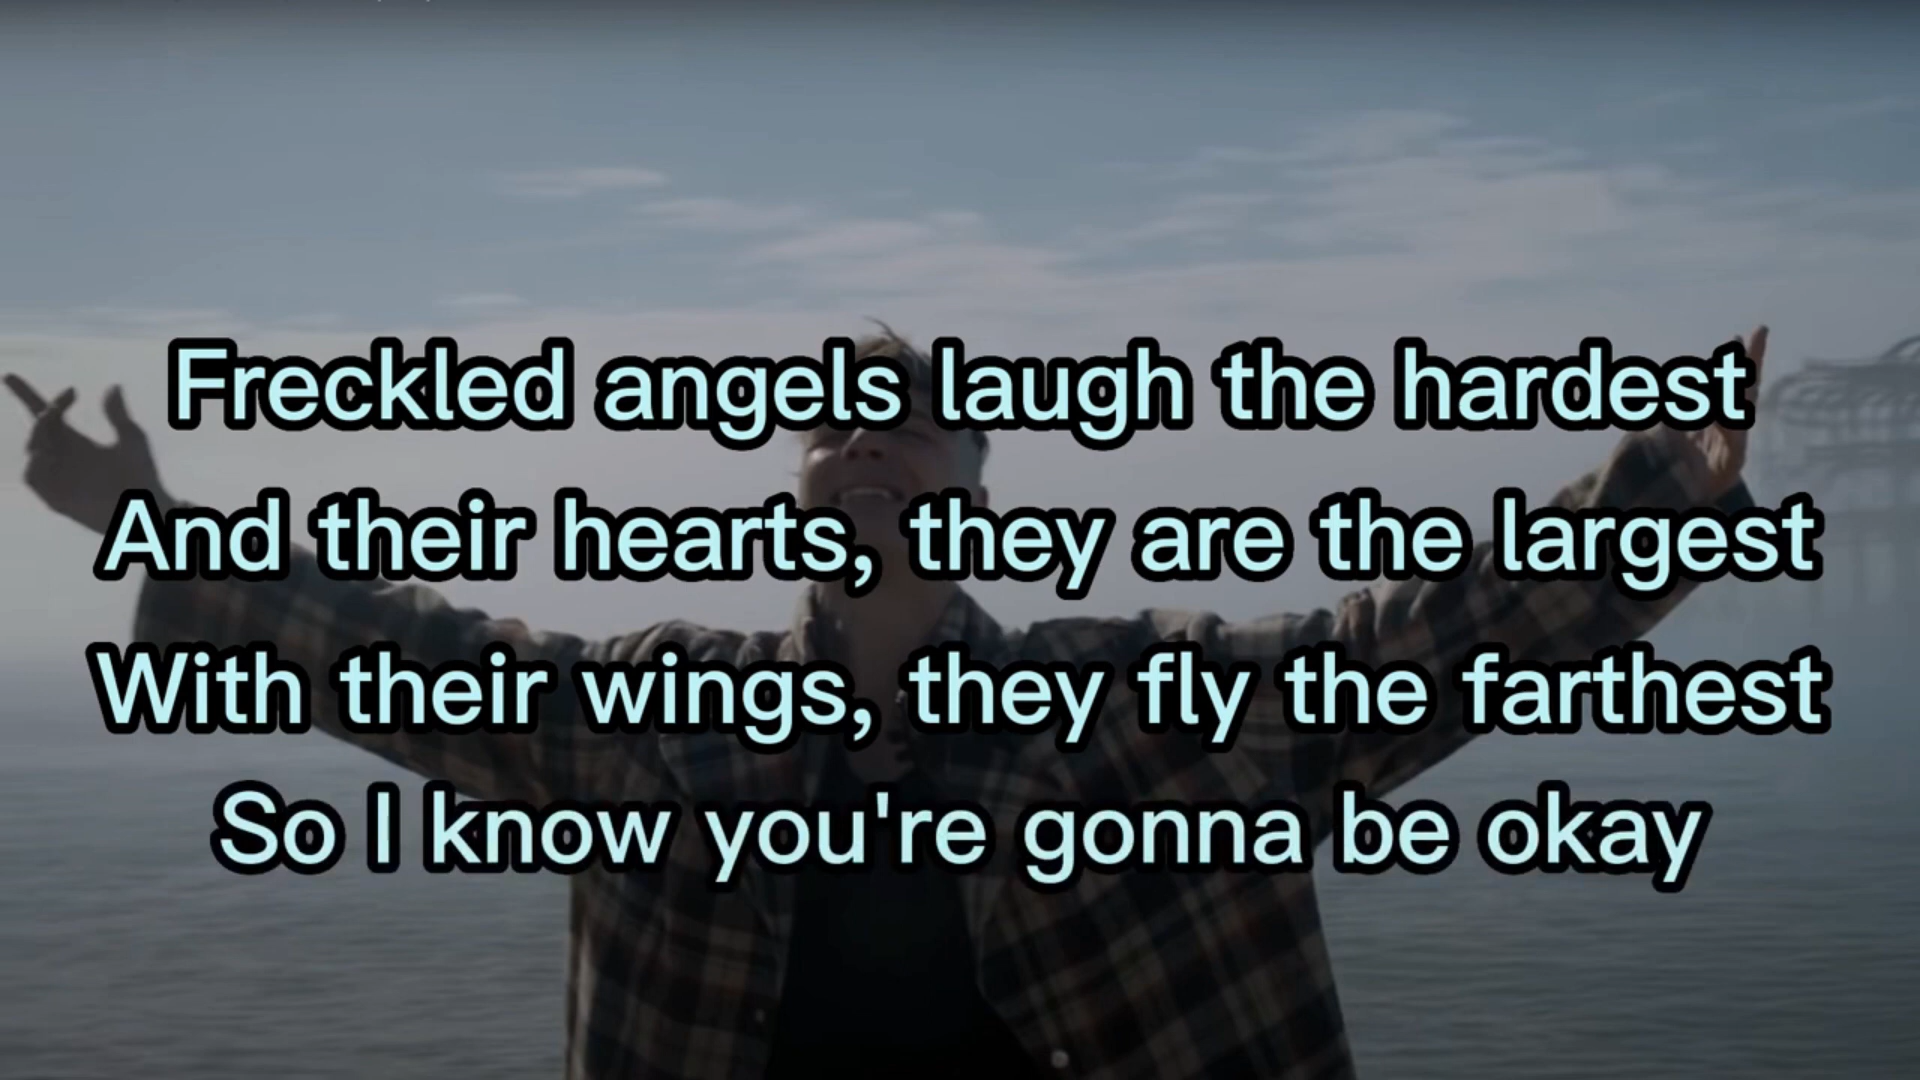 Freckled angels laugh the hardest
And their hearts, they are the largest
With their wings, they fly the farthest
So I know you're gonna be okay